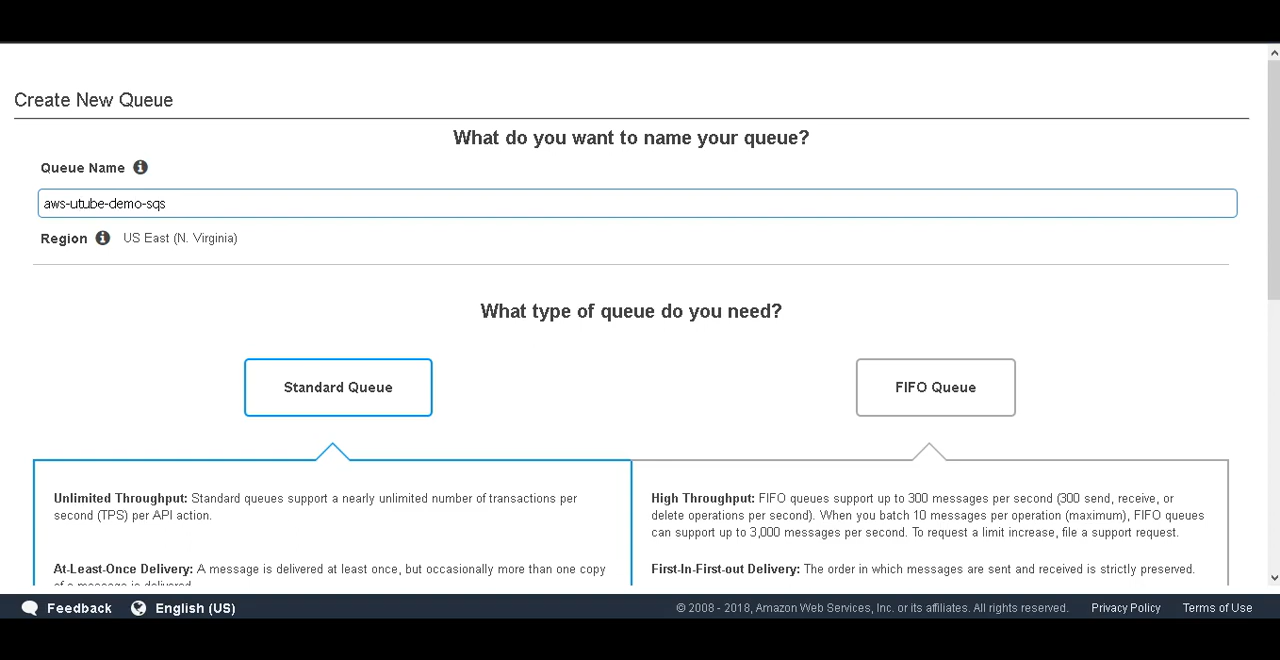 Create New Queue
What do you want to name your queue?
Queue Name
aws-utube-demo-sqs
Region US East (N. Virginia)
What type of queue do you need?
Standard Queue
FIFO Queue
Unlimited Throughput: Standard queues support a nearly unlimited number of transactions per
second (TPS) per API action.
At-Least-Once Delivery: A message is delivered at least once, but occasionally more than one copy
of a message is delivered
High Throughput: FIFO queues support up to 300 messages per second (300 send, receive, or
delete operations per second). When you batch 10 messages per operation (maximum), FIFO queues
can support up to 3,000 messages per second. To request a limit increase, file a support request.
First-In-First-out Delivery: The order in which messages are sent and received is strictly preserved.
Feedback English (US) © 2008 - 2018, Amazon Web Services, Inc. or its affiliates. All rights reserved. Privacy Policy Terms of Use